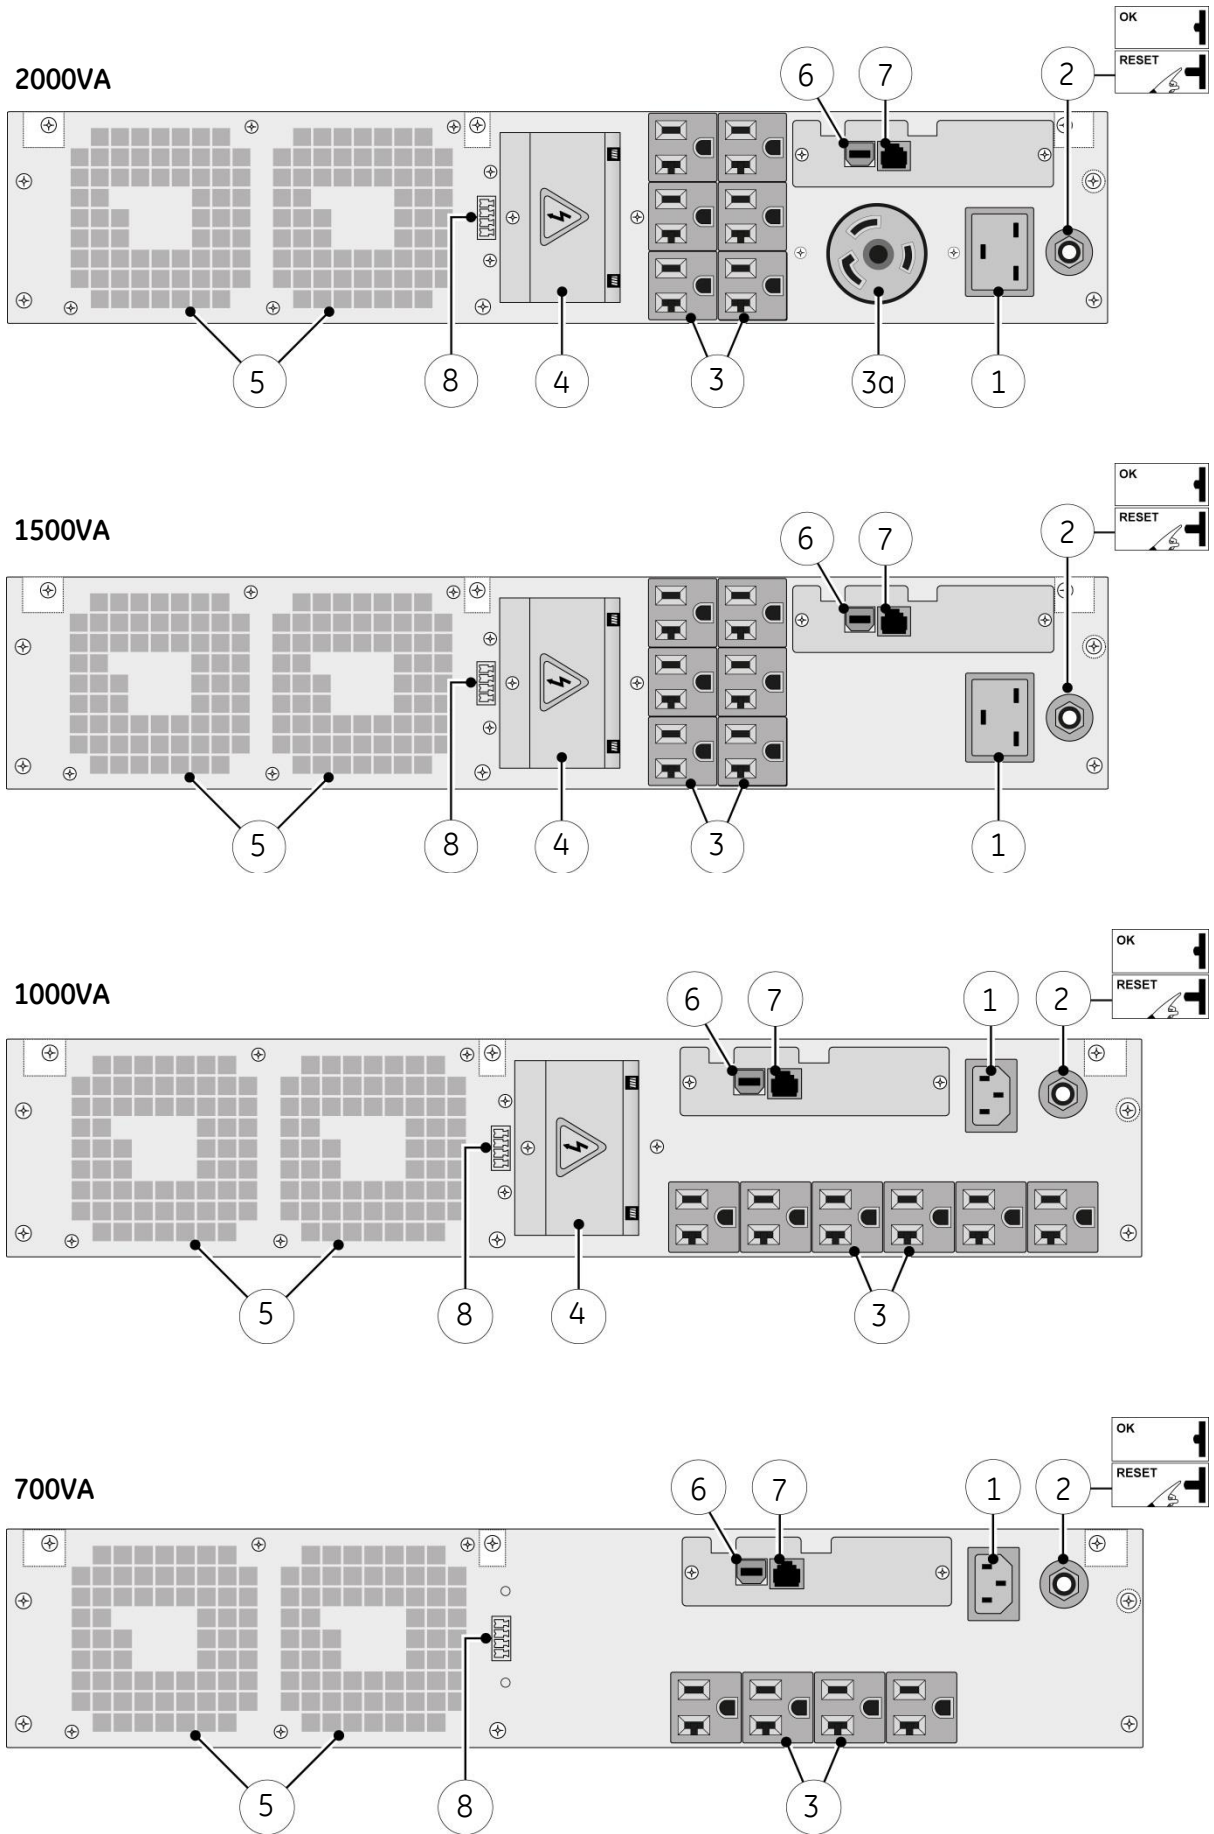 OK
RESET
2000VA
6 7 2
5 8 4 3 3a 1
OK
RESET
1500VA
6 7 2
5 8 4 3 1
OK
RESET
1000VA
6 7 1 2
5 8 4 3
OK
RESET
700VA
6 7 1 2
5 8 3